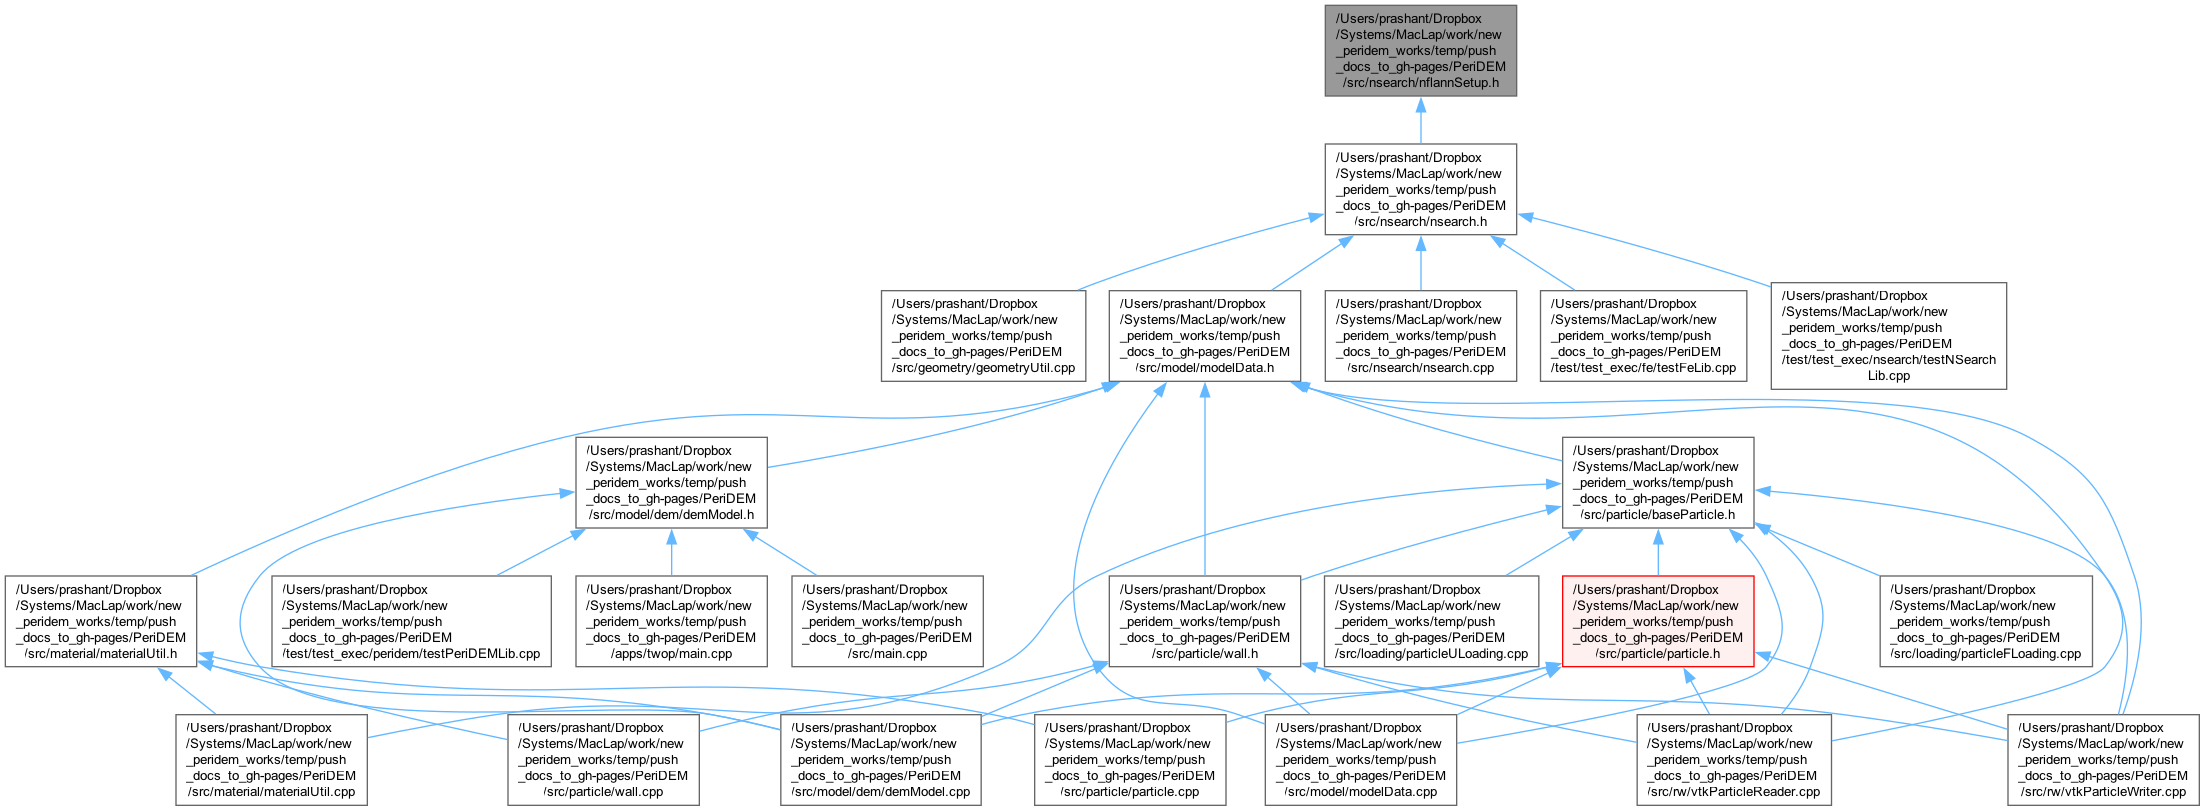 /Users/prashant/Dropbox
/Systems/MacLap/work/new
_peridem_works/temp/push
_docs_to_gh-pages/PeriDEM
/src/nsearch/nflannSetup.h
/Users/prashant/Dropbox
/Systems/MacLap/work/new
_peridem_works/temp/push
_docs_to_gh-pages/PeriDEM
/src/nsearch/nsearch.h
/Users/prashant/Dropbox
/Systems/MacLap/work/new
_peridem_works/temp/push
_docs_to_gh-pages/PeriDEM
/src/geometry/geometryUtil.cpp
/Users/prashant/Dropbox
/Systems/MacLap/work/new
_peridem_works/temp/push
_docs_to_gh-pages/PeriDEM
/src/model/modelData.h
/Users/prashant/Dropbox
/Systems/MacLap/work/new
_peridem_works/temp/push
_docs_to_gh-pages/PeriDEM
/src/nsearch/nsearch.cpp
/Users/prashant/Dropbox
/Systems/MacLap/work/new
_peridem_works/temp/push
_docs_to_gh-pages/PeriDEM
/test/test_exec/fe/testFeLib.cpp
/Users/prashant/Dropbox
/Systems/MacLap/work/new
_peridem_works/temp/push
_docs_to_gh-pages/PeriDEM
/test/test_exec/nsearch/testNSearch
Lib.cpp
/Users/prashant/Dropbox
/Systems/MacLap/work/new
_peridem_works/temp/push
_docs_to_gh-pages/PeriDEM
/src/model/dem/demModel.h
/Users/prashant/Dropbox
/Systems/MacLap/work/new
_peridem_works/temp/push
_docs_to_gh-pages/PeriDEM
/src/particle/baseParticle.h
/Users/prashant/Dropbox
/Systems/MacLap/work/new
_peridem_works/temp/push
_docs_to_gh-pages/PeriDEM
/src/material/materialUtil.h
/Users/prashant/Dropbox
/Systems/MacLap/work/new
_peridem_works/temp/push
_docs_to_gh-pages/PeriDEM
/test/test_exec/peridem/testPeriDEMLib.cpp
/Users/prashant/Dropbox
/Systems/MacLap/work/new
_peridem_works/temp/push
_docs_to_gh-pages/PeriDEM
/apps/twop/main.cpp
/Users/prashant/Dropbox
/Systems/MacLap/work/new
_peridem_works/temp/push
_docs_to_gh-pages/PeriDEM
/src/main.cpp
/Users/prashant/Dropbox
/Systems/MacLap/work/new
_peridem_works/temp/push
_docs_to_gh-pages/PeriDEM
/src/particle/wall.h
/Users/prashant/Dropbox
/Systems/MacLap/work/new
_peridem_works/temp/push
_docs_to_gh-pages/PeriDEM
/src/loading/particleULoading.cpp
/Users/prashant/Dropbox
/Systems/MacLap/work/new
_peridem_works/temp/push
_docs_to_gh-pages/PeriDEM
/src/particle/particle.h
/Users/prashant/Dropbox
/Systems/MacLap/work/new
_peridem_works/temp/push
_docs_to_gh-pages/PeriDEM
/src/loading/particleFLoading.cpp
/Users/prashant/Dropbox
/Systems/MacLap/work/new
_peridem_works/temp/push
_docs_to_gh-pages/PeriDEM
/src/material/materialUtil.cpp
/Users/prashant/Dropbox
/Systems/MacLap/work/new
_peridem_works/temp/push
_docs_to_gh-pages/PeriDEM
/src/particle/wall.cpp
/Users/prashant/Dropbox
/Systems/MacLap/work/new
_peridem_works/temp/push
_docs_to_gh-pages/PeriDEM
/src/model/dem/demModel.cpp
/Users/prashant/Dropbox
/Systems/MacLap/work/new
_peridem_works/temp/push
_docs_to_gh-pages/PeriDEM
/src/particle/particle.cpp
/Users/prashant/Dropbox
/Systems/MacLap/work/new
_peridem_works/temp/push
_docs_to_gh-pages/PeriDEM
/src/model/modelData.cpp
/Users/prashant/Dropbox
/Systems/MacLap/work/new
_peridem_works/temp/push
_docs_to_gh-pages/PeriDEM
/src/rw/vtkParticleReader.cpp
/Users/prashant/Dropbox
/Systems/MacLap/work/new
_peridem_works/temp/push
_docs_to_gh-pages/PeriDEM
/src/rw/vtkParticleWriter.cpp